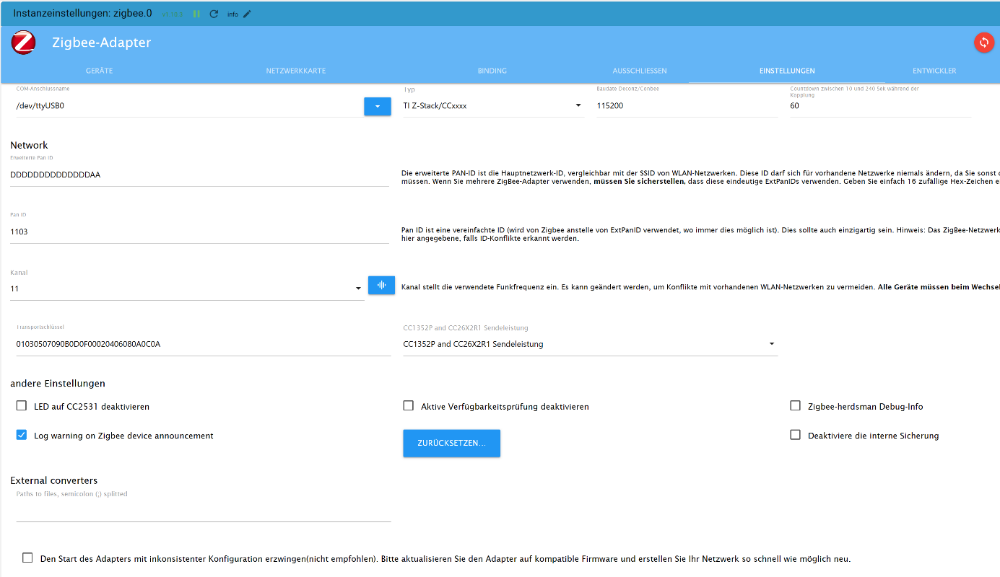 Instanzeinstellungen: zigbee.0 v1.10.3 info
Zigbee-Adapter
GERÄTE NETZWERKKARTE BINDING AUSSCHLIESSEN EINSTELLUNGEN ENTWICKLER
COM-Anschlussname
/dev/ttyUSB0
Typ
TI Z-Stack/CCxxxx
Baudate Deconz/Conbee
115200
Countdown zwischen 10 und 240 Sek während der
Kopplung
60
Network
Erweiterte Pan ID
DDDDDDDDDDDDDDAA
Die erweiterte PAN-ID ist die Hauptnetzwerk-ID, vergleichbar mit der SSID von WLAN-Netzwerken. Diese ID darf sich für vorhandene Netzwerke niemals ändern, da Sie sonst
müssen. Wenn Sie mehrere ZigBee-Adapter verwenden, müssen Sie sicherstellen, dass diese eindeutige ExtPanIDs verwenden. Geben Sie einfach 16 zufällige Hex-Zeichen e
Pan ID
1103
Pan ID ist eine vereinfachte ID (wird von Zigbee anstelle von ExtPanID verwendet, wo immer dies möglich ist). Dies sollte auch einzigartig sein. Hinweis: Das ZigBee-Netzwerk
hier angegebene, falls ID-Konflikte erkannt werden.
Kanal
11
Kanal stellt die verwendete Funkfrequenz ein. Es kann geändert werden, um Konflikte mit vorhandenen WLAN-Netzwerken zu vermeiden. Alle Geräte müssen beim Wechsel
Transportschlüssel
01030507090B0D0F00020406080A0C0A
CC1352P and CC26X2R1 Sendeleistung
CC1352P and CC26X2R1 Sendeleistung
andere Einstellungen
LED auf CC2531 deaktivieren
Aktive Verfügbarkeitsprüfung deaktivieren
Zigbee-herdsman Debug-Info
Log warning on Zigbee device announcement
ZURÜCKSETZEN...
Deaktiviere die interne Sicherung
External converters
Paths to files, semicolon (;) splitted
Den Start des Adapters mit inkonsistenter Konfiguration erzwingen(nicht empfohlen). Bitte aktualisieren Sie den Adapter auf kompatible Firmware und erstellen Sie Ihr Netzwerk so schnell wie möglich neu.